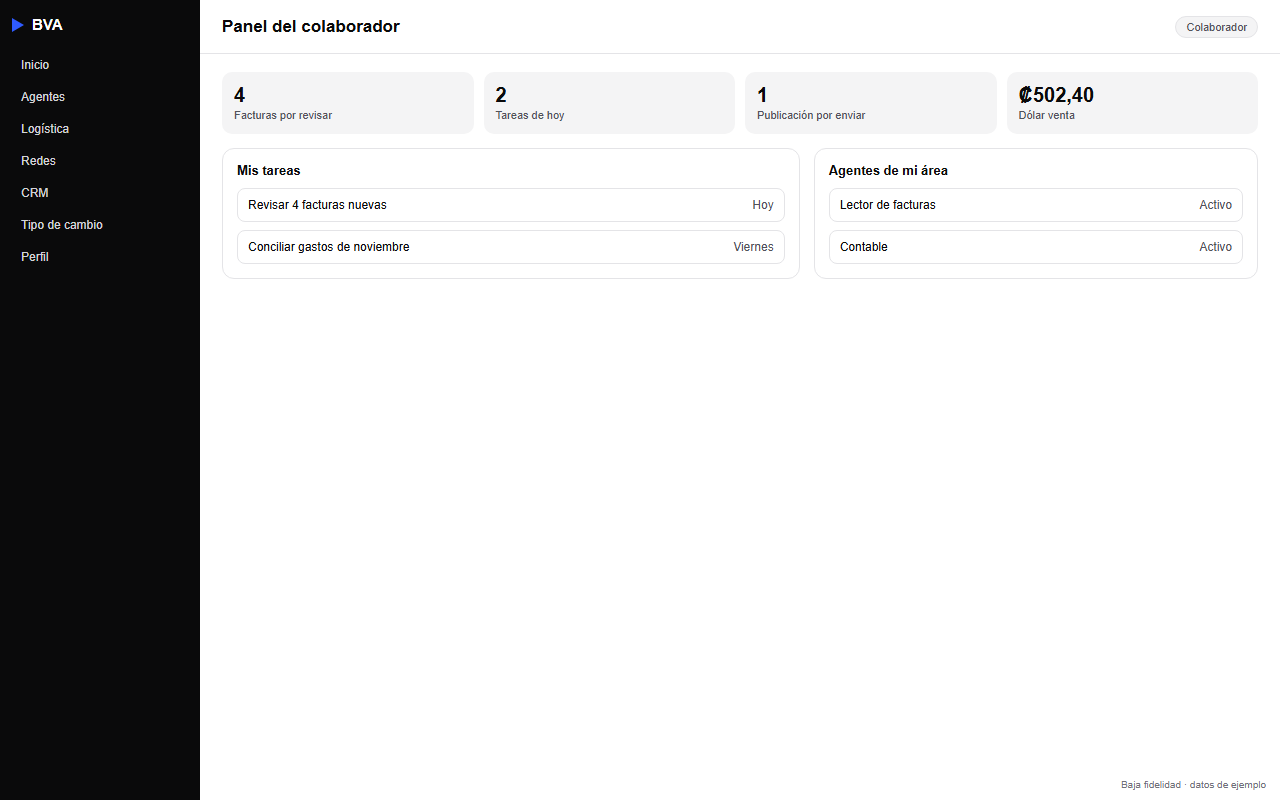 BVA
Inicio
Agentes
Logística
Redes
CRM
Tipo de cambio
Perfil
Panel del colaborador
Colaborador
4
Facturas por revisar
2
Tareas de hoy
1
Publicación por enviar
₡502,40
Dólar venta
Mis tareas
Revisar 4 facturas nuevas Hoy
Conciliar gastos de noviembre Viernes
Agentes de mi área
Lector de facturas Activo
Contable Activo
Baja fidelidad · datos de ejemplo